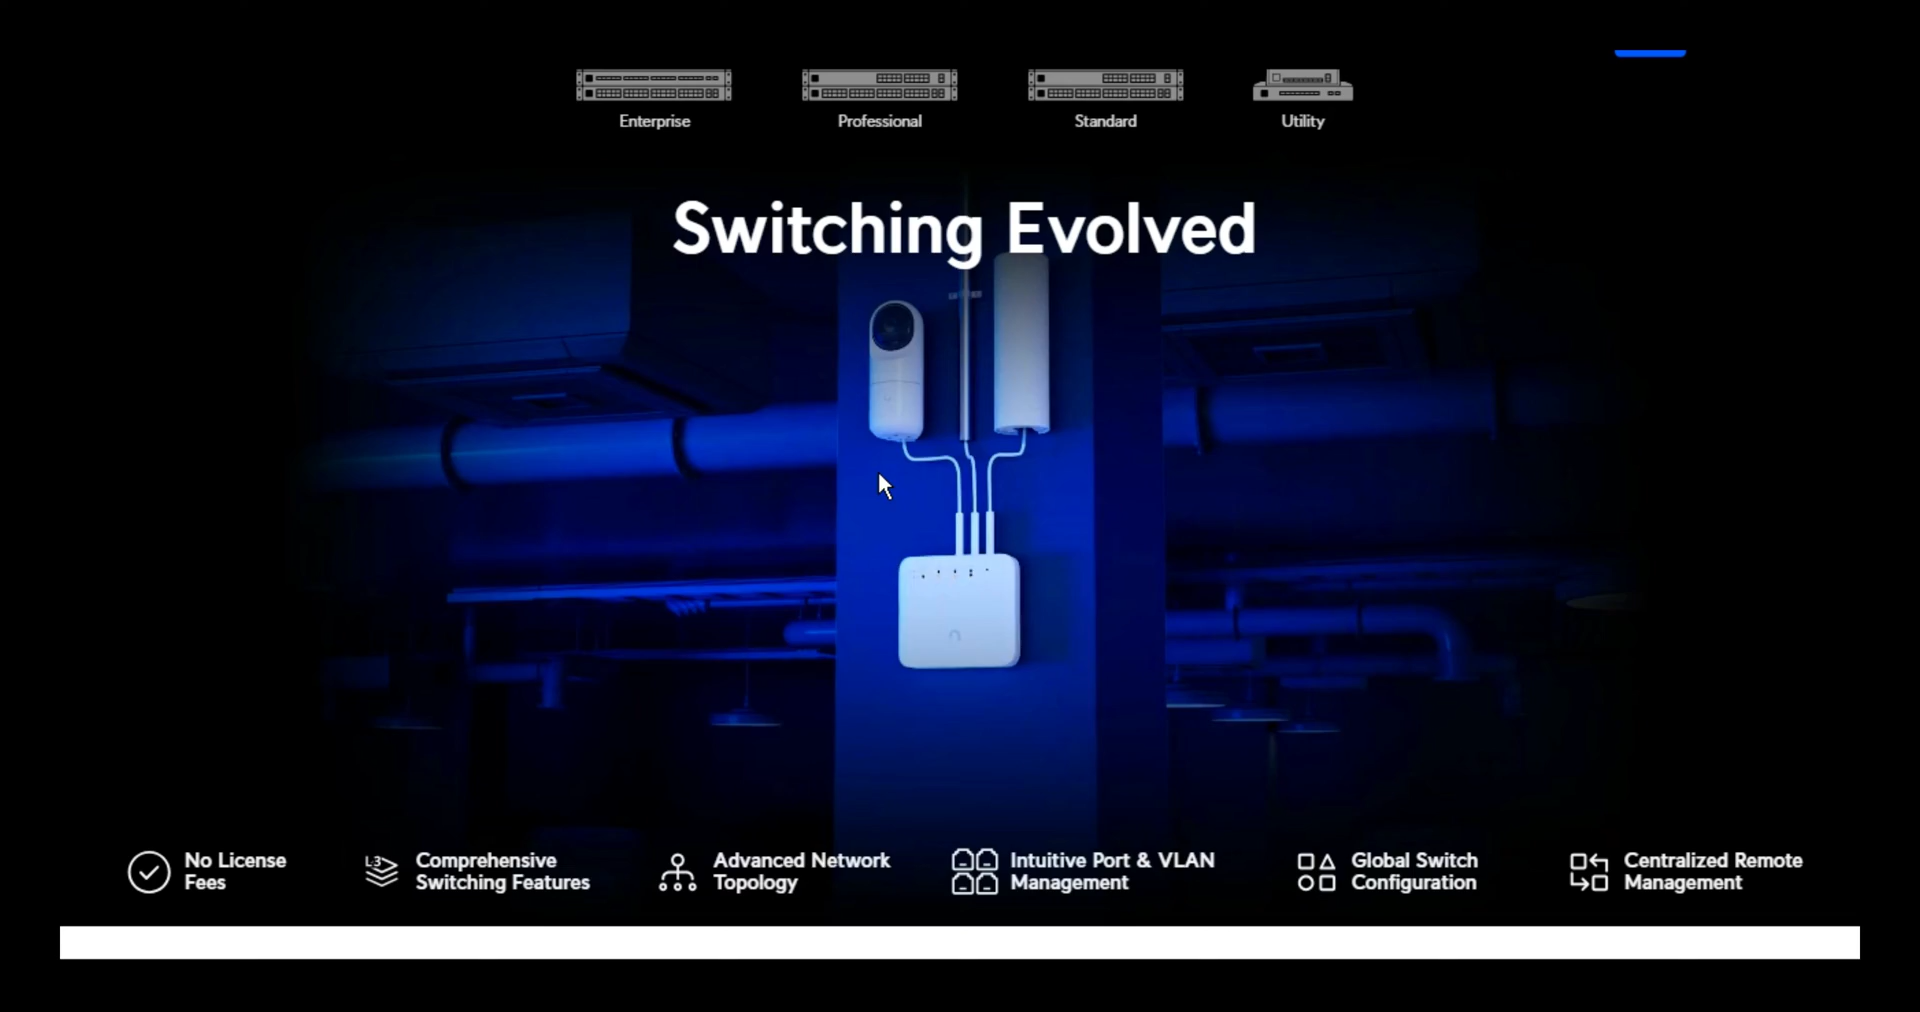 Enterprise
Professional
Standard
Utility
Switching Evolved
No License
Fees
L3
Comprehensive
Switching Features
Advanced Network
Topology
Intuitive Port & VLAN
Management
Global Switch
Configuration
Centralized Remote
Management